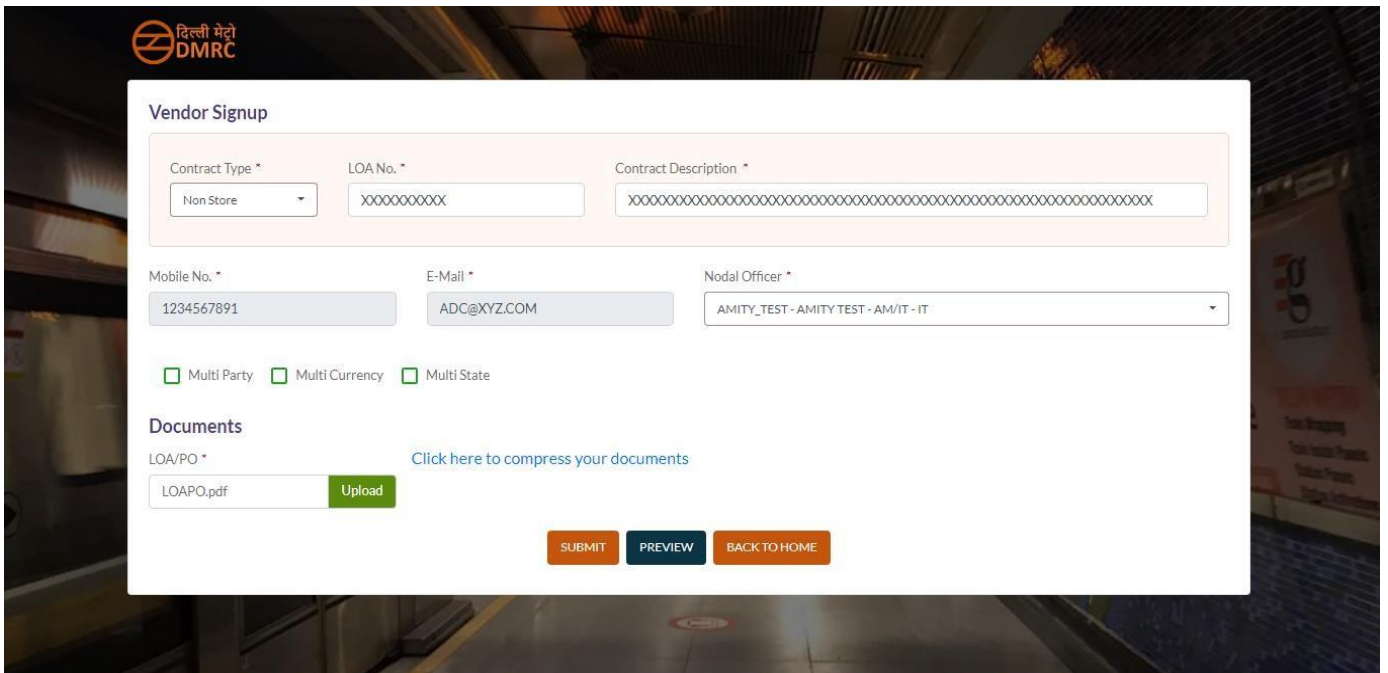 दिल्ली मेट्रो
DMRC
Vendor Signup
Contract Type * LOA No. * Contract Description *
Non Store XXXXXXXXXX
Mobile No. * E-Mail * Nodal Officer *
1234567891 ADC@XYZ.COM AMITY_TEST - AMITY TEST - AM/IT - IT
Multi Party Multi Currency Multi State
Documents
LOA/PO * Click here to compress your documents
LOAPO.pdf Upload
SUBMIT PREVIEW BACK TO HOME